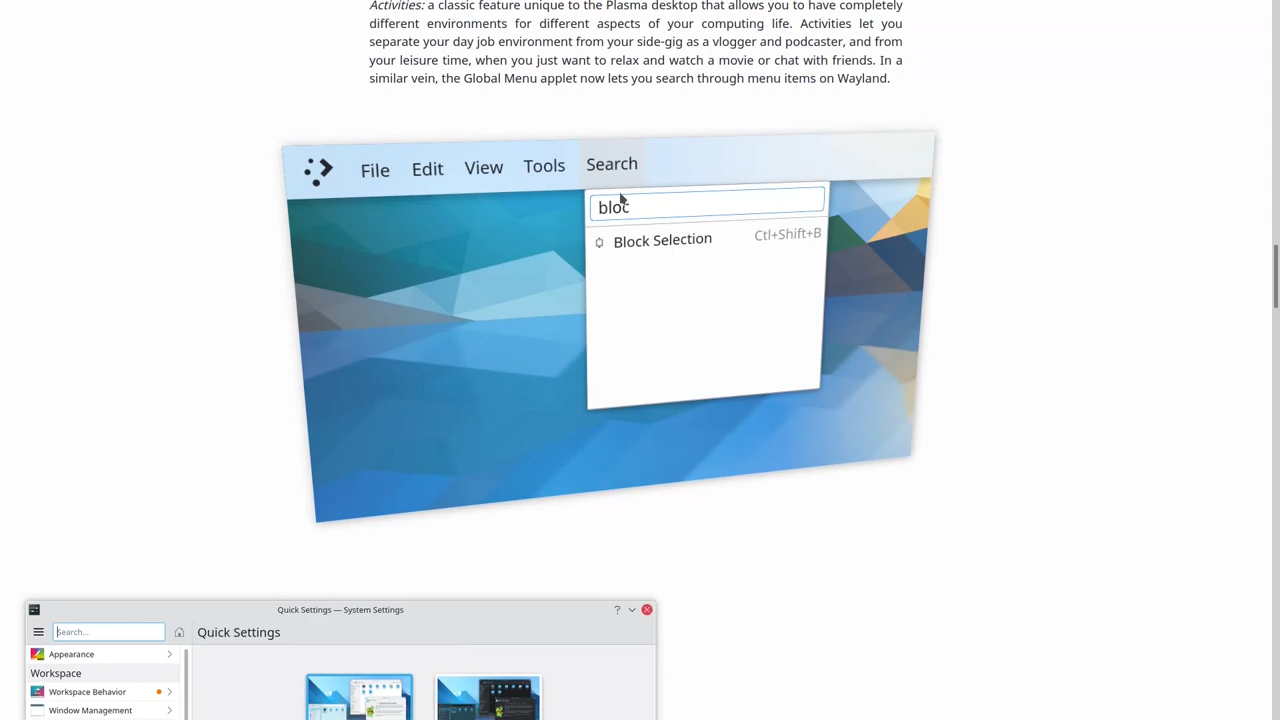 Activities: a classic feature unique to the Plasma desktop that allows you to have completely
different environments for different aspects of your computing life. Activities let you
separate your day job environment from your side-gig as a vlogger and podcaster, and from
your leisure time, when you just want to relax and watch a movie or chat with friends. In a
similar vein, the Global Menu applet now lets you search through menu items on Wayland.
File Edit View Tools Search
bloc
Block Selection Ctl+Shift+B
Quick Settings — System Settings
Search...
Quick Settings
Appearance
Workspace
Workspace Behavior
Window Management